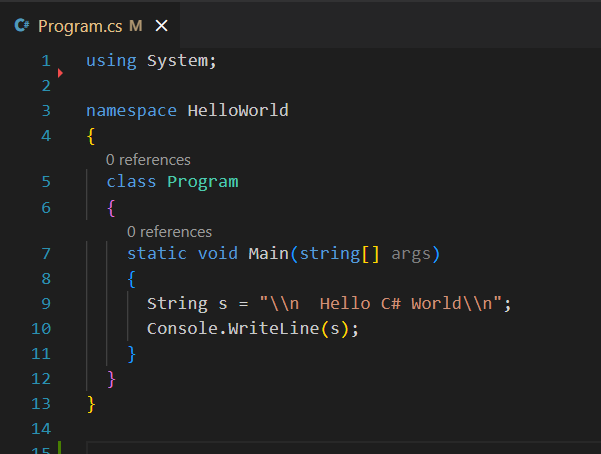 C# Program.cs M ×
1 using System;
2
3 namespace HelloWorld
4 {
0 references
5 class Program
6 {
0 references
7 static void Main(string[] args)
8 {
9 String s = "\\n  Hello C# World\\n";
10 Console.WriteLine(s);
11 }
12 }
13 }
14
15